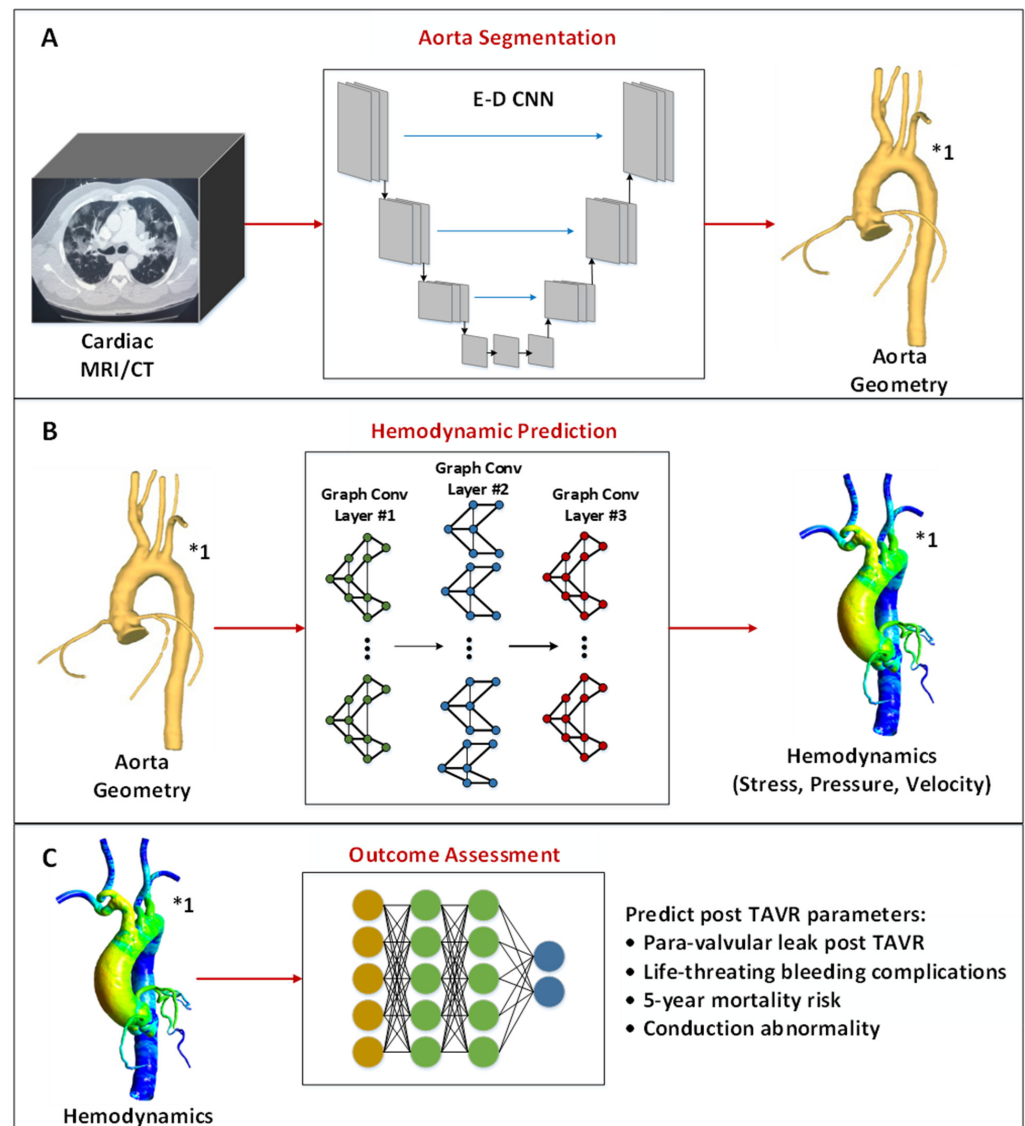 A
Aorta Segmentation
E-D CNN
*1
Cardiac
MRI/CT
Aorta
Geometry
B
Hemodynamic Prediction
Graph Conv
Layer #1
Graph Conv
Layer #2
Graph Conv
Layer #3
*1
*1
Aorta
Geometry
Hemodynamics
(Stress, Pressure, Velocity)
C
Outcome Assessment
*1
Predict post TAVR parameters:
• Para-valvular leak post TAVR
• Life-threating bleeding complications
• 5-year mortality risk
• Conduction abnormality
Hemodynamics